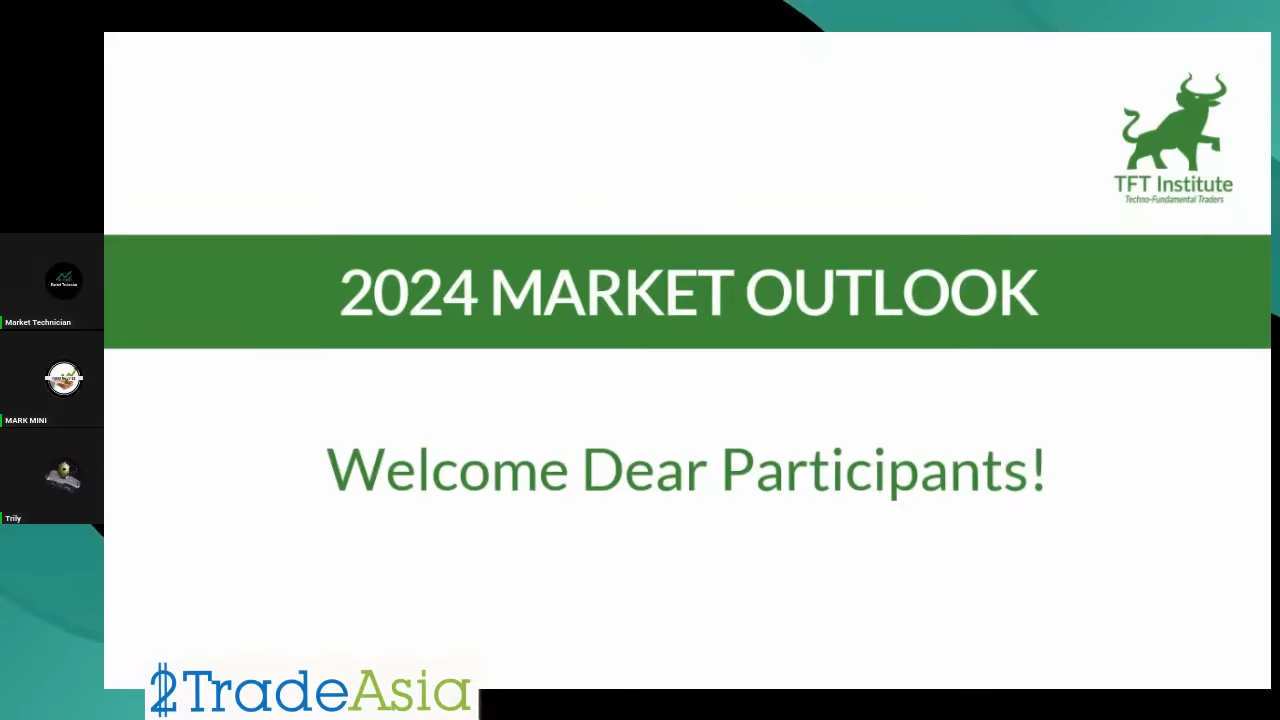 TFT Institute
Techno-Fundamental Traders
2024 MARKET OUTLOOK
Market Technician
MARK MINI
Welcome Dear Participants!
Trily
2TradeAsia